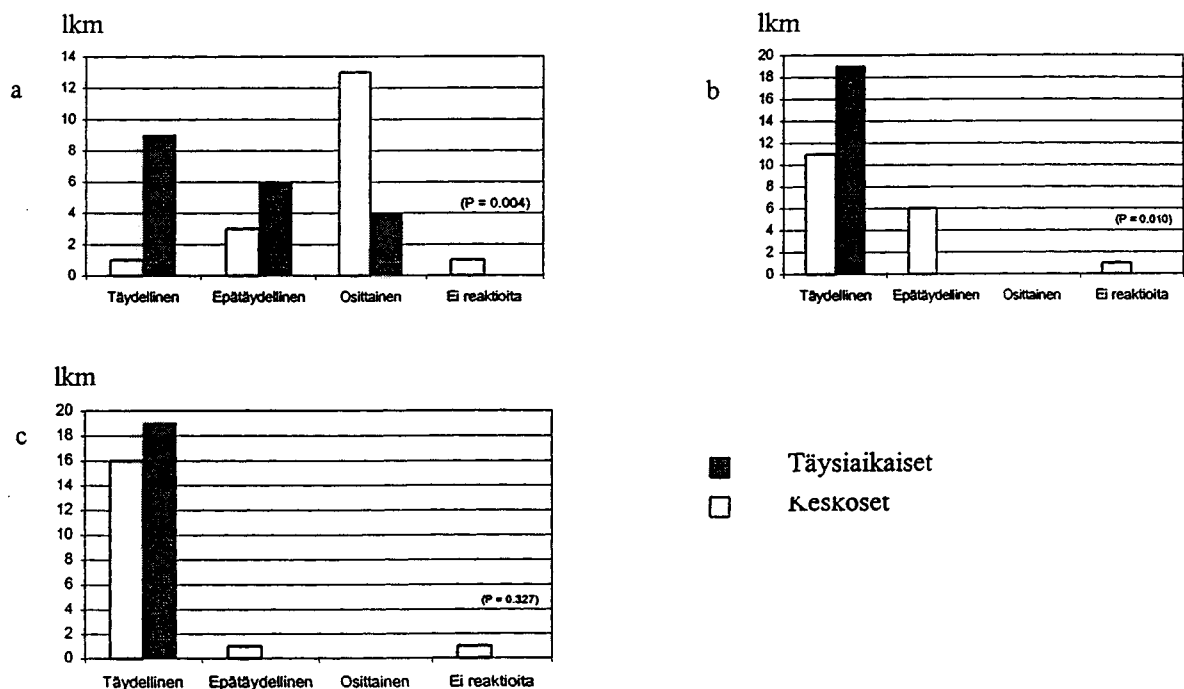 lkm
a
14
12
10
8
6
4
2
0
(P = 0.004)
Täydellinen Epätäydellinen Osittainen Ei reaktioita
lkm
b
20
18
16
14
12
10
8
6
4
2
0
(P = 0.010)
Täydellinen Epätäydellinen Osittainen Ei reaktioita
lkm
c
20
18
16
14
12
10
8
6
4
2
0
(P = 0.327)
Täydellinen Epätäydellinen Osittainen Ei reaktioita
Täysiaikaiset
Keskoset